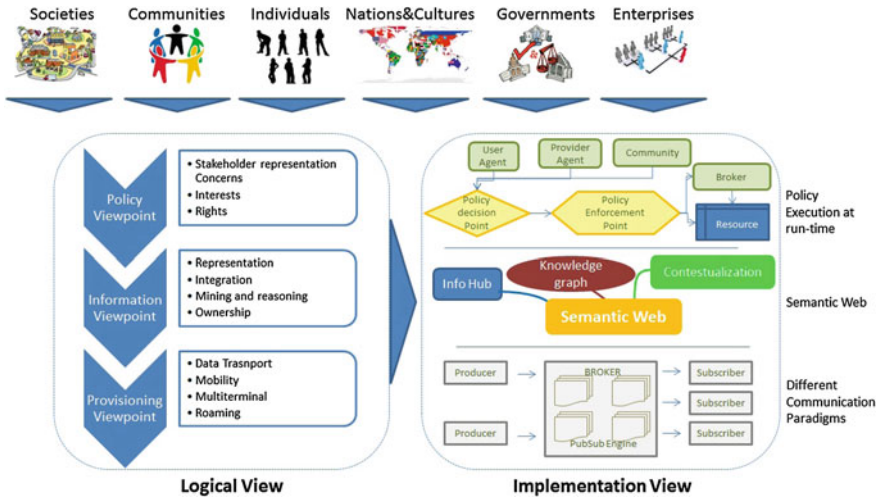 Societies
Communities
Individuals
Nations&Cultures
Governments
Enterprises
Policy
Viewpoint
• Stakeholder representation
Concerns
• Interests
• Rights
Information
Viewpoint
• Representation
• Integration
• Mining and reasoning
• Ownership
Provisioning
Viewpoint
• Data Trasnport
• Mobility
• Multiterminal
• Roaming
Logical View
User
Agent
Provider
Agent
Community
Broker
Policy
decision
Point
Policy
Enforcement
Point
Resource
Policy
Execution at
run-time
Info Hub
Knowledge
graph
Contestualization
Semantic Web
Semantic Web
Producer
BROKER
Subscriber
Subscriber
Producer
PubSub Engine
Subscriber
Different
Communication
Paradigms
Implementation View